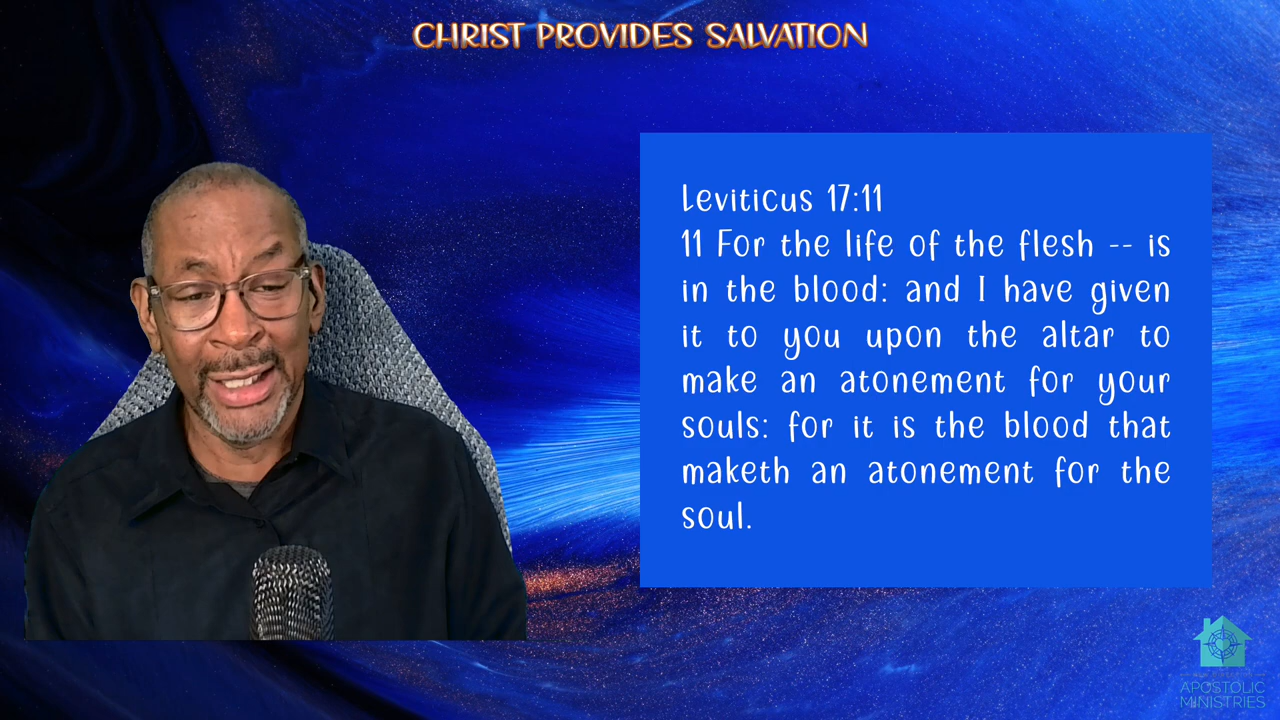 CHRIST PROVIDES SALVATION
Leviticus 17:11
11 For the life of the flesh -- is
in the blood: and I have given
it to you upon the altar to
make an atonement for your
souls: for it is the blood that
maketh an atonement for the
soul.
APOSTOLIC
MINISTRIES